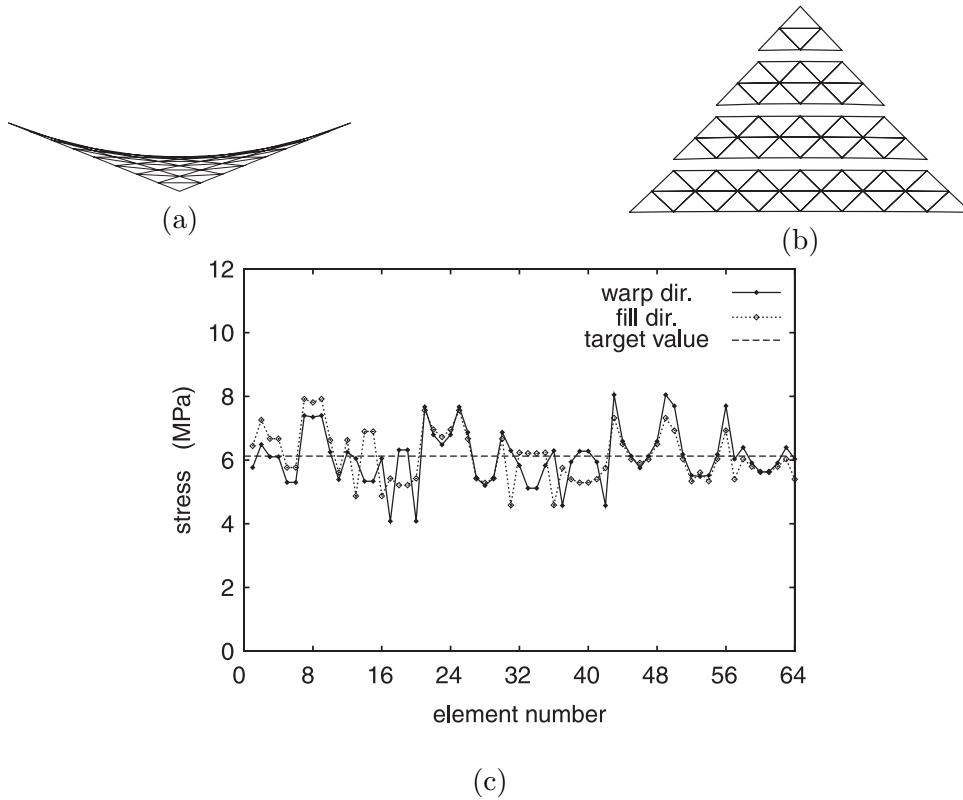 (a)
(b)
12
10
8
6
4
2
0
stress (MPa)
warp dir.
fill dir.
target value
0 8 16 24 32 40 48 56 64
element number
(c)